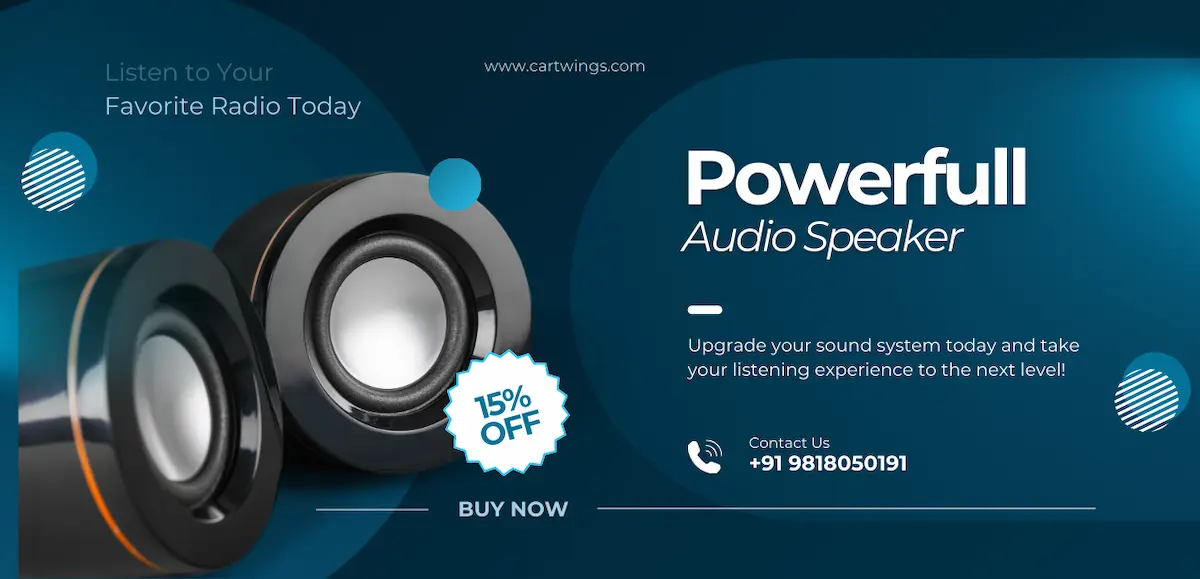 Listen to Your
Favorite Radio Today
www.cartwings.com
Powerfull
Audio Speaker
Upgrade your sound system today and take
your listening experience to the next level!
Contact Us
+91 9818050191
15%
OFF
BUY NOW